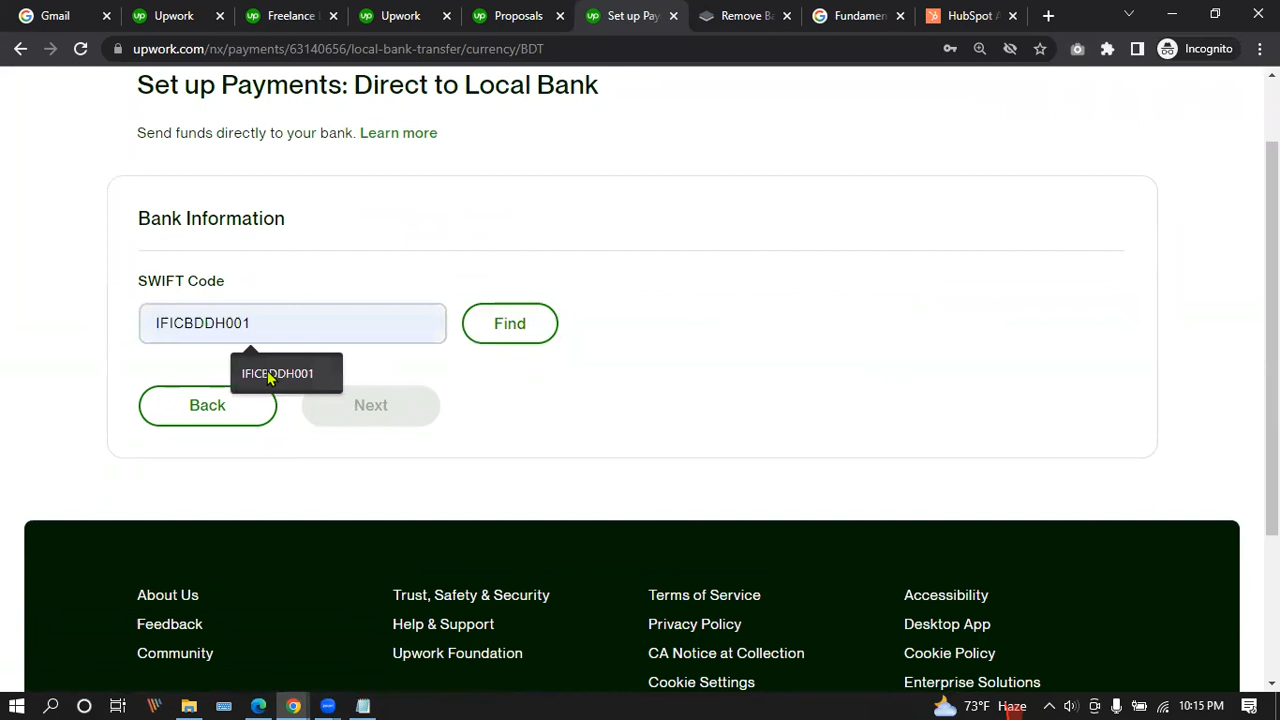 Gmail
Upwork
Freelance
Upwork
Proposals
Set up Pay
Remove Ba
Fundamen
HubSpot A
upwork.com/nx/payments/63140656/local-bank-transfer/currency/BDT
Incognito
Set up Payments: Direct to Local Bank
Send funds directly to your bank. Learn more
Bank Information
SWIFT Code
IFICBDDH001
Find
IFICBDDH001
Back
Next
About Us
Trust, Safety & Security
Terms of Service
Accessibility
Feedback
Help & Support
Privacy Policy
Desktop App
Community
Upwork Foundation
CA Notice at Collection
Cookie Policy
Cookie Settings
Enterprise Solutions
73°F Haze
10:15 PM